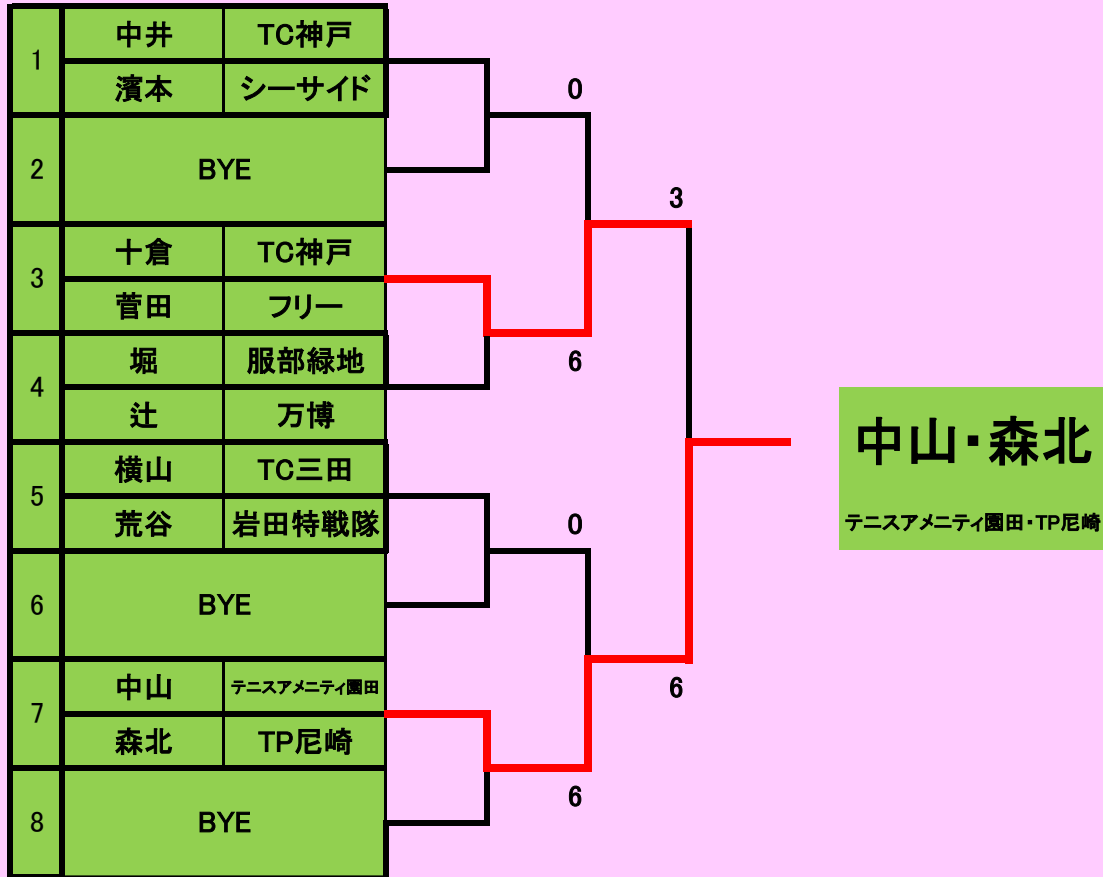 1
中井 TC神戸
濱本 シーサイド
2 BYE
3
十倉 TC神戸
菅田 フリー
4
堀 服部緑地
辻 万博
5
横山 TC三田
荒谷 岩田特戦隊
6 BYE
7
中山 テニスアメニティ園田
森北 TP尼崎
8 BYE
0
6
0
6
3
6
中山・森北
テニスアメニティ園田・TP尼崎